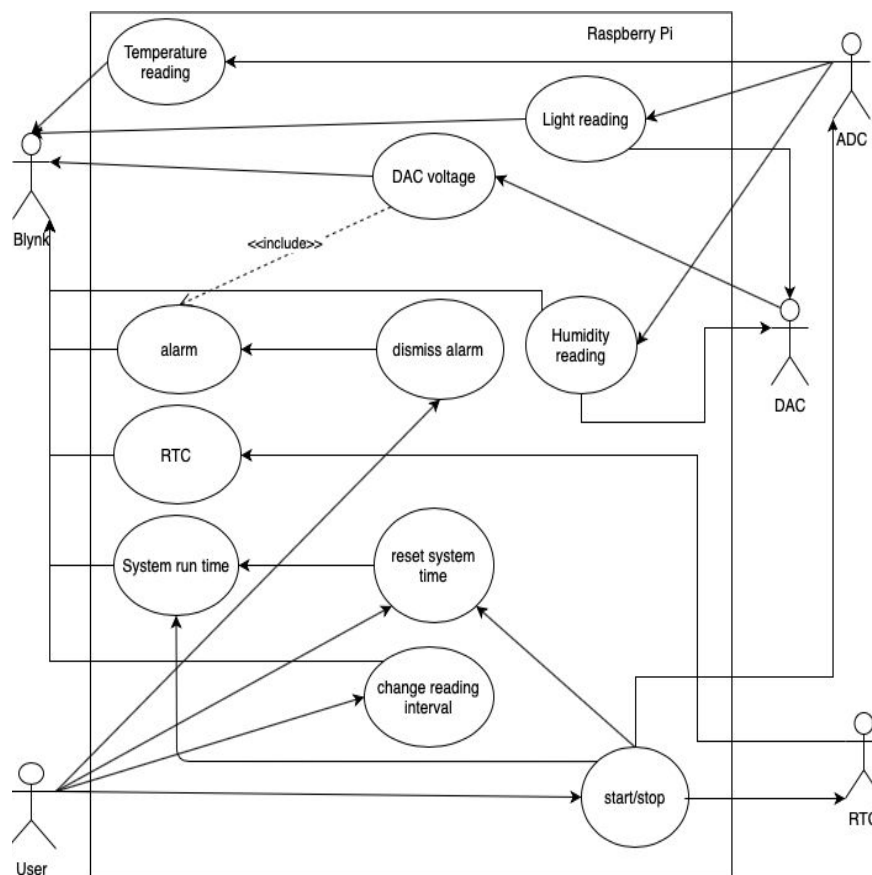 Raspberry Pi
Temperature
reading
Light reading
ADC
DAC voltage
Blynk
<<include>>
alarm
dismiss alarm
Humidity
reading
DAC
RTC
System run time
reset system
time
change reading
interval
start/stop
RTC
User